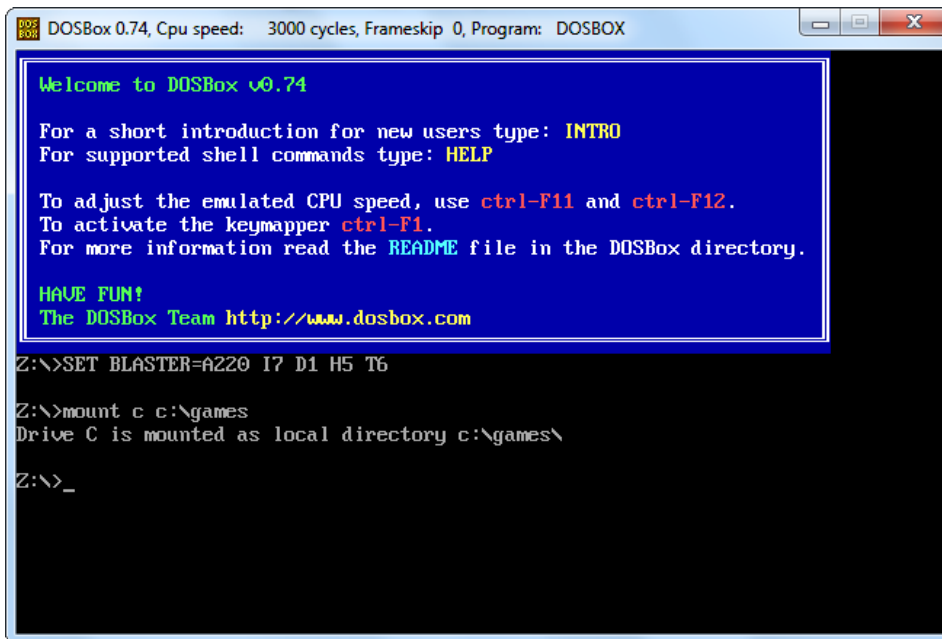 DOSBox 0.74, Cpu speed: 3000 cycles, Frameskip 0, Program: DOSBOX
Welcome to DOSBox v0.74
For a short introduction for new users type: INTRO
For supported shell commands type: HELP
To adjust the emulated CPU speed, use ctrl-F11 and ctrl-F12.
To activate the keymapper ctrl-F1.
For more information read the README file in the DOSBox directory.
HAVE FUN!
The DOSBox Team http://www.dosbox.com
Z:\>SET BLASTER=A220 I7 D1 H5 T6
Z:\>mount c c:\games
Drive C is mounted as local directory c:\games\
Z:\>_